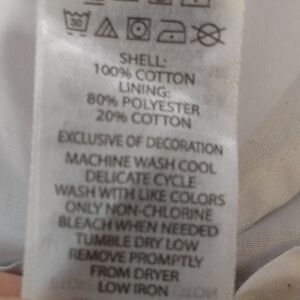 30
SHELL:
100% COTTON
LINING:
80% POLYESTER
20% COTTON
EXCLUSIVE OF DECORATION
MACHINE WASH COOL
DELICATE CYCLE
WASH WITH LIKE COLORS
ONLY NON-CHLORINE
BLEACH WHEN NEEDED
TUMBLE DRY LOW
REMOVE PROMPTLY
FROM DRYER
LOW IRON